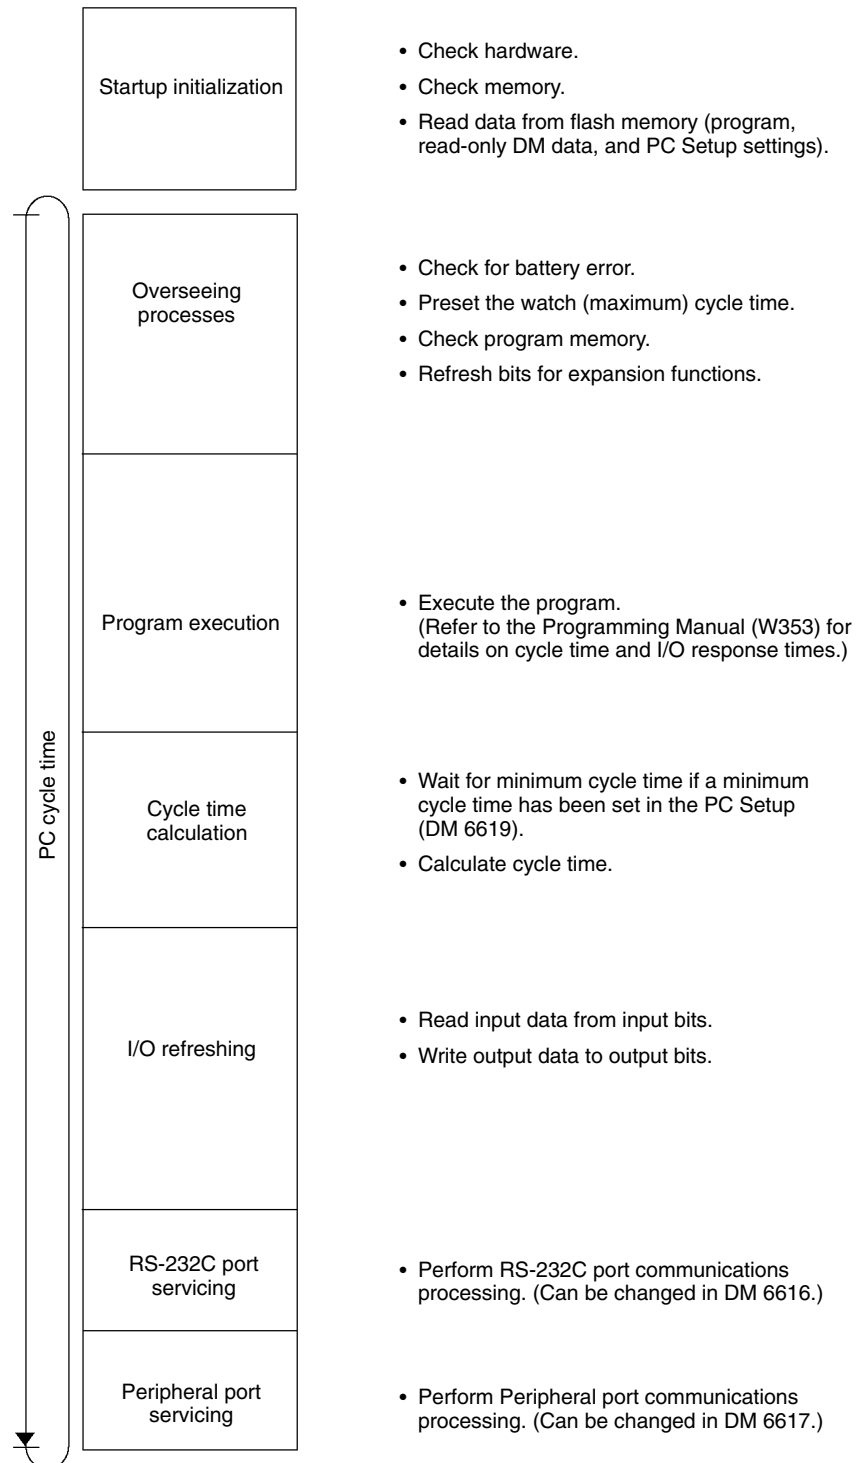 Startup initialization
• Check hardware.
• Check memory.
• Read data from flash memory (program,
read-only DM data, and PC Setup settings).
PC cycle time
Overseeing
processes
• Check for battery error.
• Preset the watch (maximum) cycle time.
• Check program memory.
• Refresh bits for expansion functions.
Program execution
• Execute the program.
(Refer to the Programming Manual (W353) for
details on cycle time and I/O response times.)
Cycle time
calculation
• Wait for minimum cycle time if a minimum
cycle time has been set in the PC Setup
(DM 6619).
• Calculate cycle time.
I/O refreshing
• Read input data from input bits.
• Write output data to output bits.
RS-232C port
servicing
• Perform RS-232C port communications
processing. (Can be changed in DM 6616.)
Peripheral port
servicing
• Perform Peripheral port communications
processing. (Can be changed in DM 6617.)